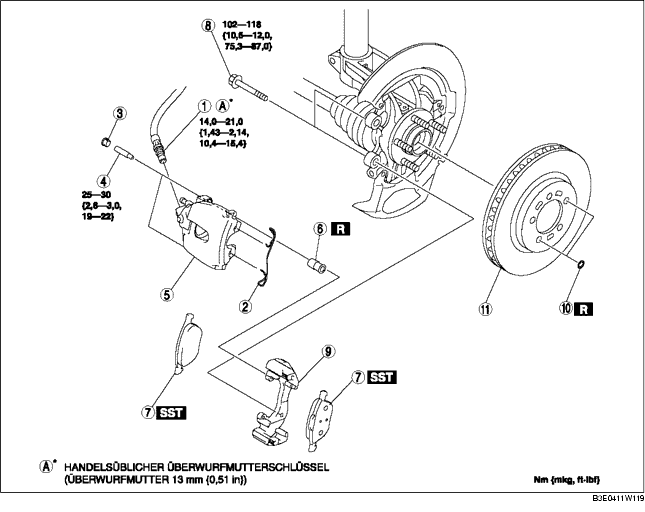 ⑧ 102—118
{10,5—12,0,
75,3—87,0}
① Ⓐ*
14,0—21,0
{1,43—2,14,
10,4—15,4}
③
④
25—30
{2,6—3,0,
19—22}
⑥ R
⑤
②
⑪
⑩ R
⑨
⑦ SST
⑦ SST
Ⓐ* HANDELSÜBLICHER ÜBERWURFMUTTERSCHLÜSSEL
(ÜBERWURFMUTTER 13 mm {0,51 in})
Nm {mkg, ft·lbf}
B3E0411W119